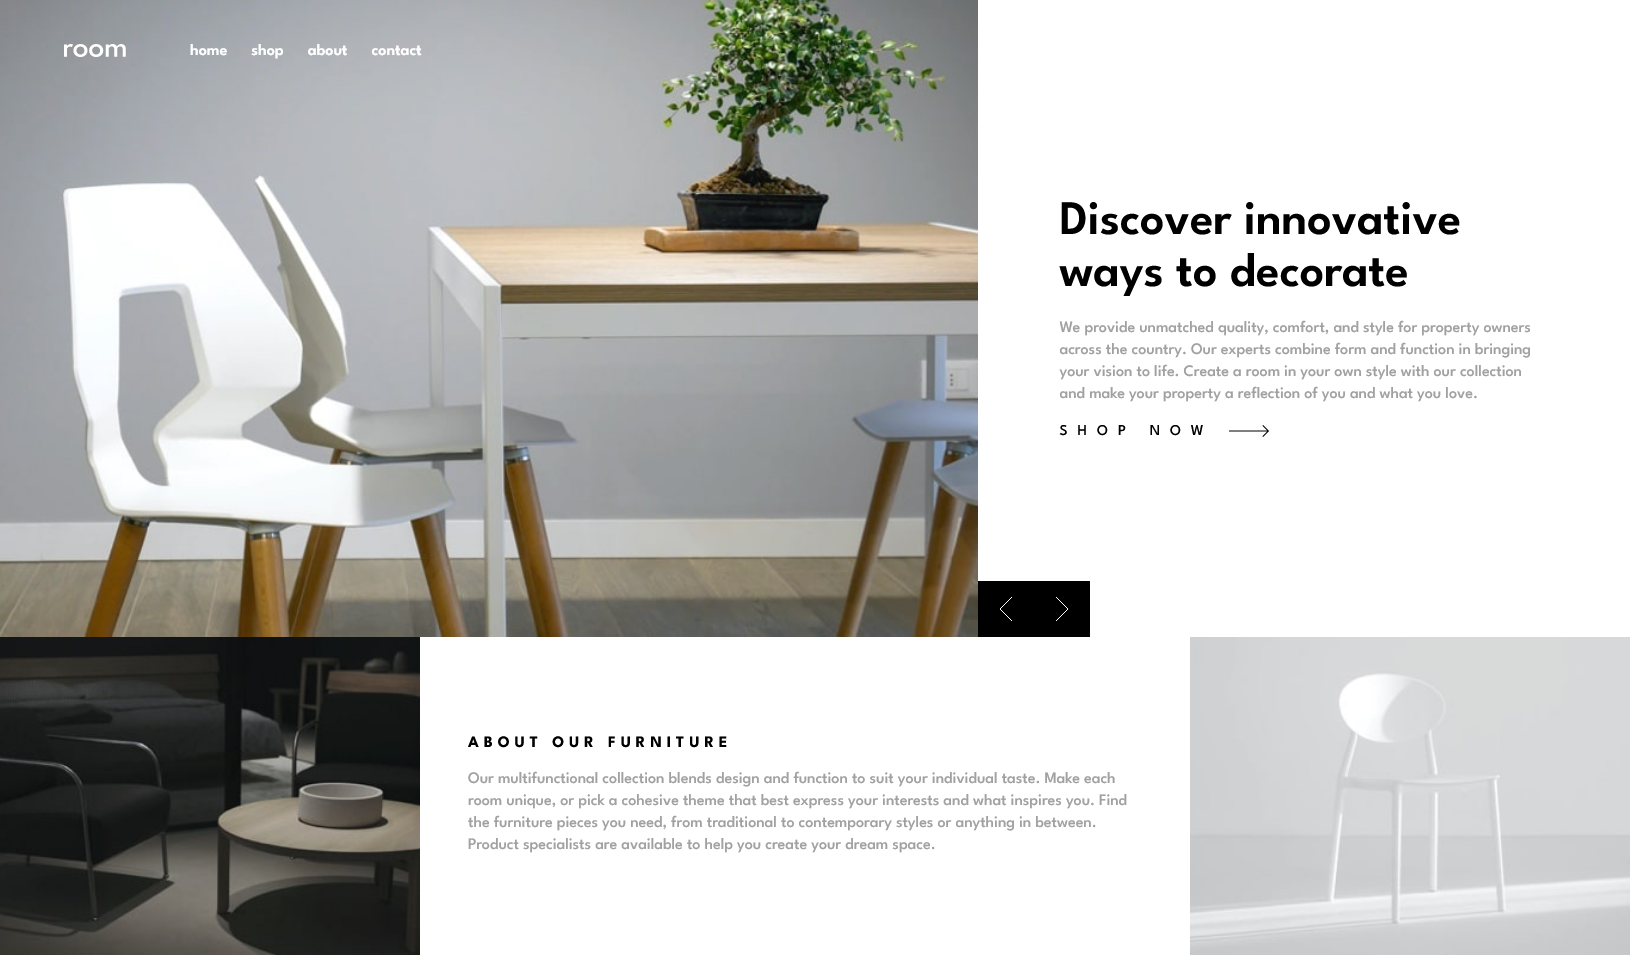 room
home shop about contact
Discover innovative
ways to decorate
We provide unmatched quality, comfort, and style for property owners
across the country. Our experts combine form and function in bringing
your vision to life. Create a room in your own style with our collection
and make your property a reflection of you and what you love.
SHOP NOW
ABOUT OUR FURNITURE
Our multifunctional collection blends design and function to suit your individual taste. Make each
room unique, or pick a cohesive theme that best express your interests and what inspires you. Find
the furniture pieces you need, from traditional to contemporary styles or anything in between.
Product specialists are available to help you create your dream space.